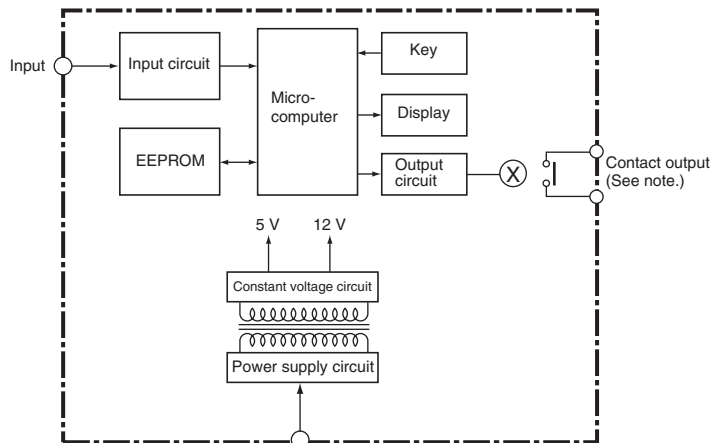 Input
Input circuit
Micro-
computer
Key
Display
EEPROM
Output
circuit
X
Contact output
(See note.)
5 V
12 V
Constant voltage circuit
Power supply circuit